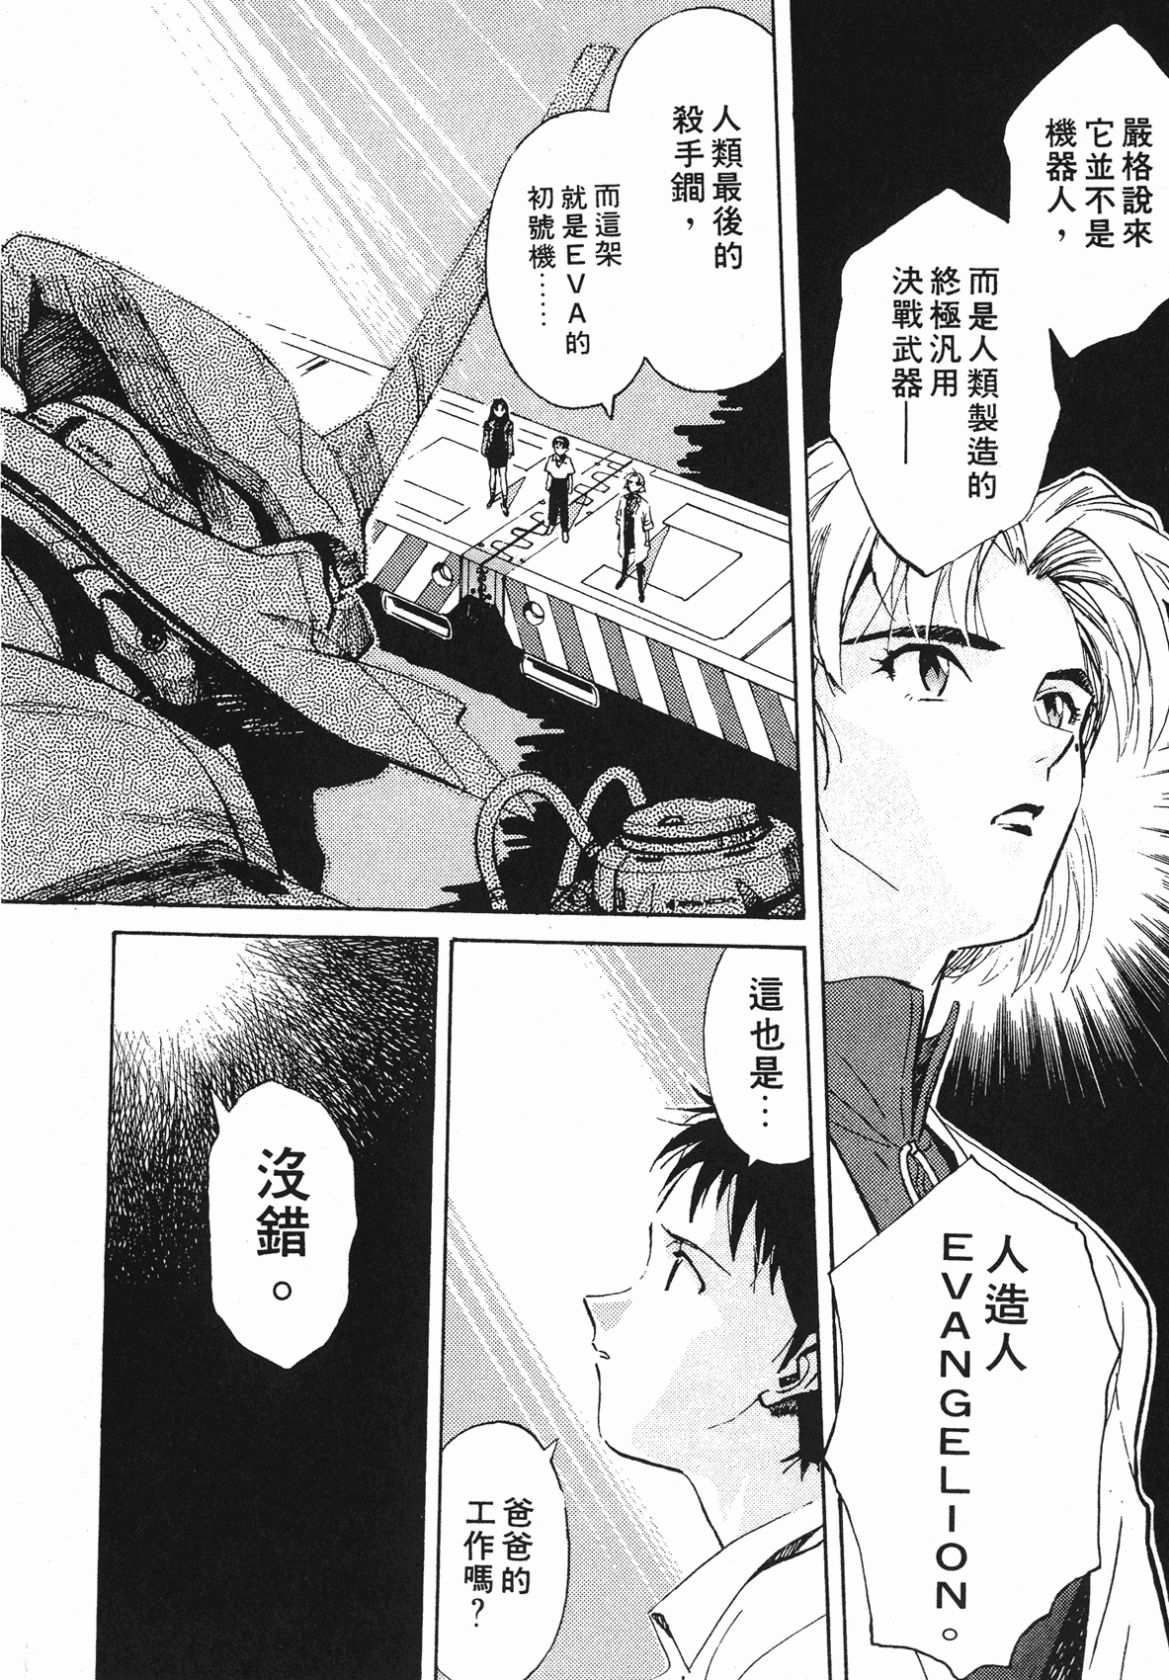 嚴格說來
它並不是
機器人，
而是人類製造的
終極汎用
決戰武器——
人造人
EVANGELION。
人類最後的
殺手鐧，
而這架
就是EVA的
初號機……
這也是…
爸爸的
工作嗎？
沒錯。